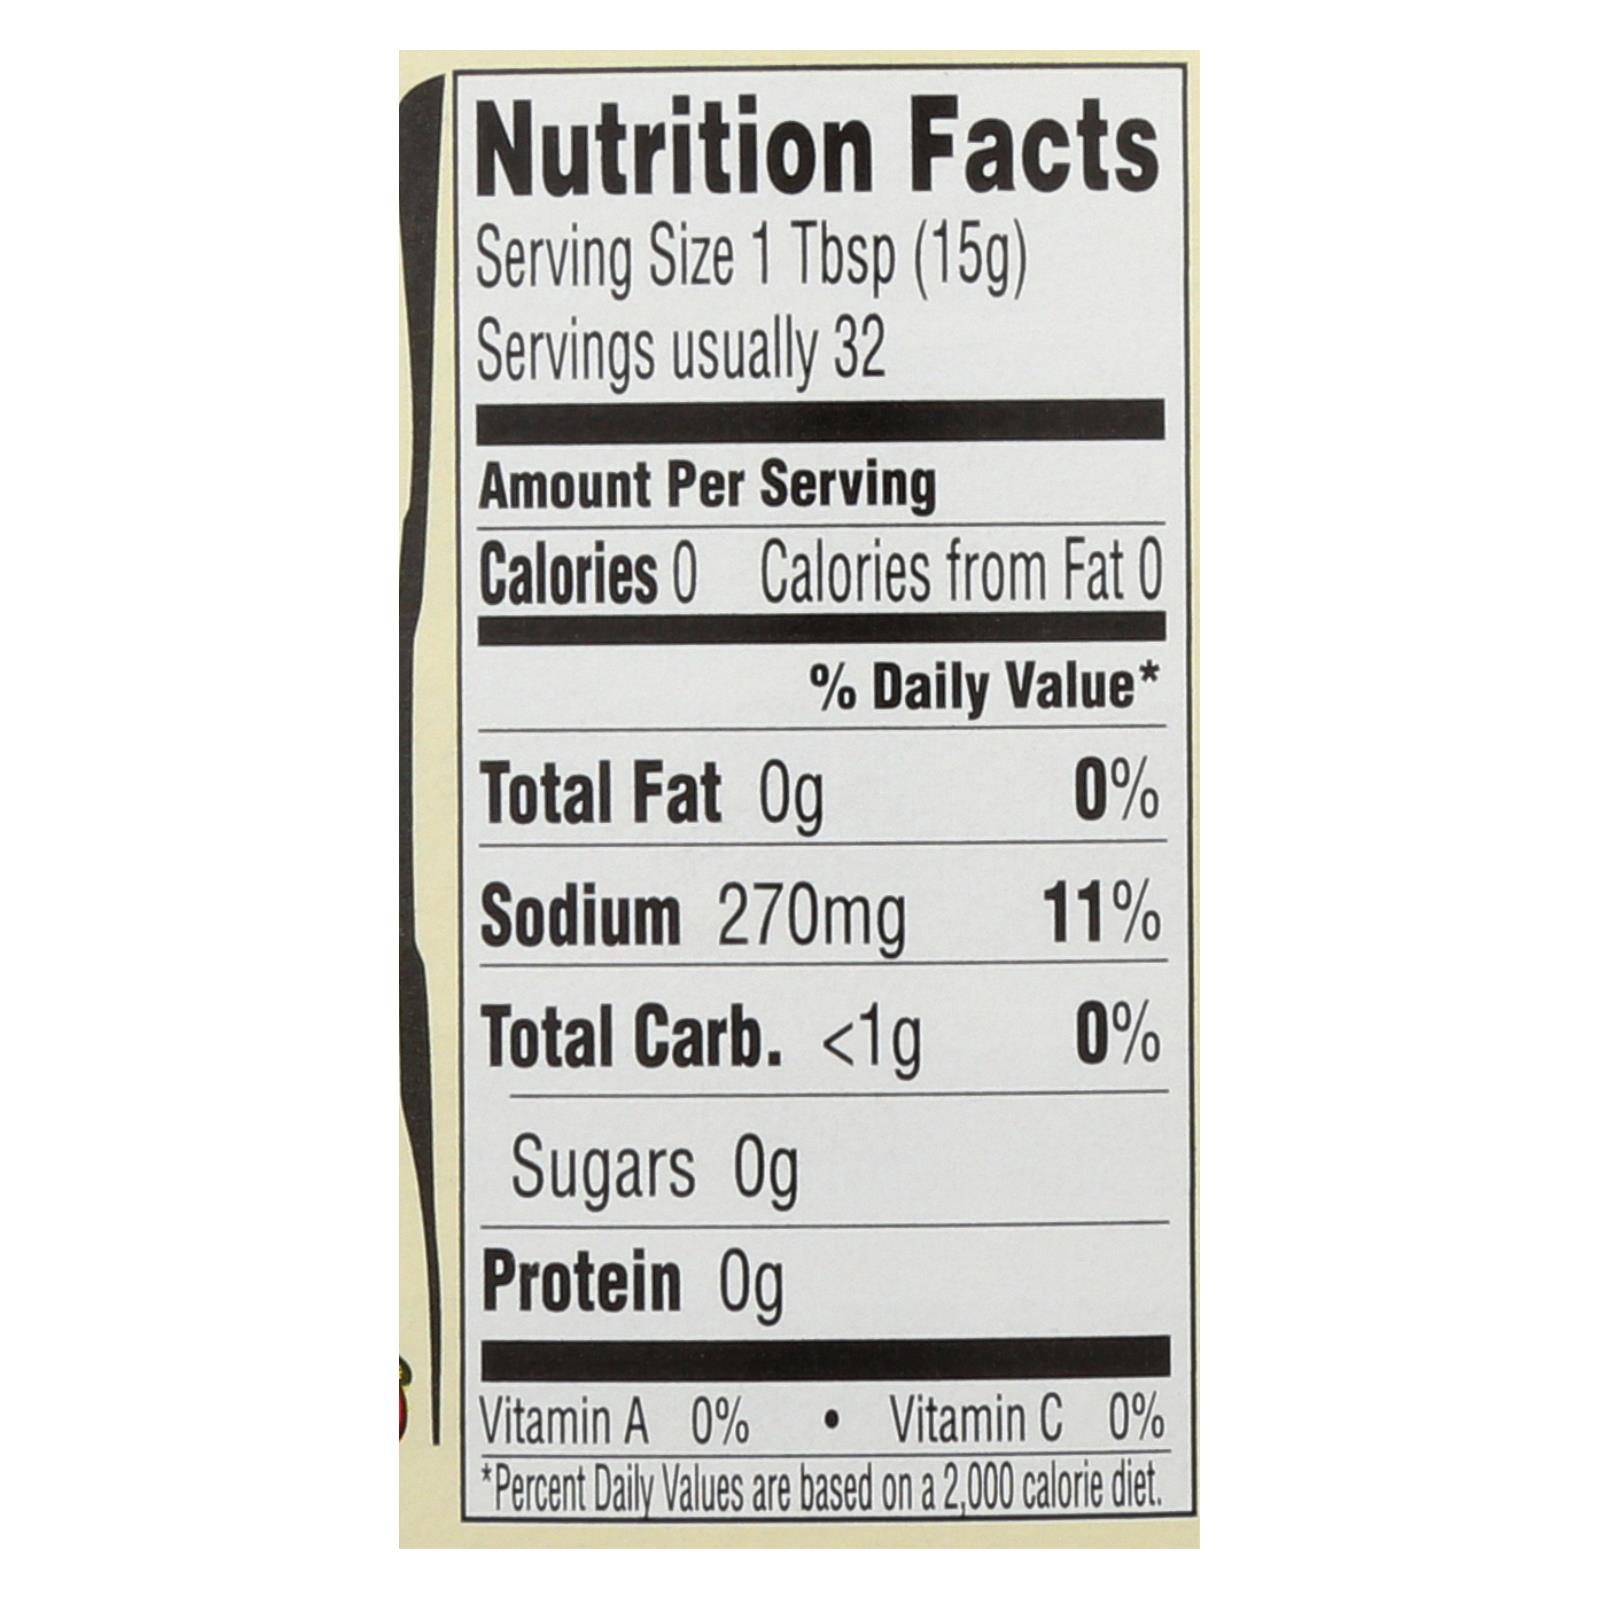 Nutrition Facts
Serving Size 1 Tbsp (15g)
Servings usually 32
Amount Per Serving
Calories 0 Calories from Fat 0
% Daily Value*
Total Fat 0g 0%
Sodium 270mg 11%
Total Carb. <1g 0%
Sugars 0g
Protein 0g
Vitamin A 0% • Vitamin C 0%
*Percent Daily Values are based on a 2,000 calorie diet.